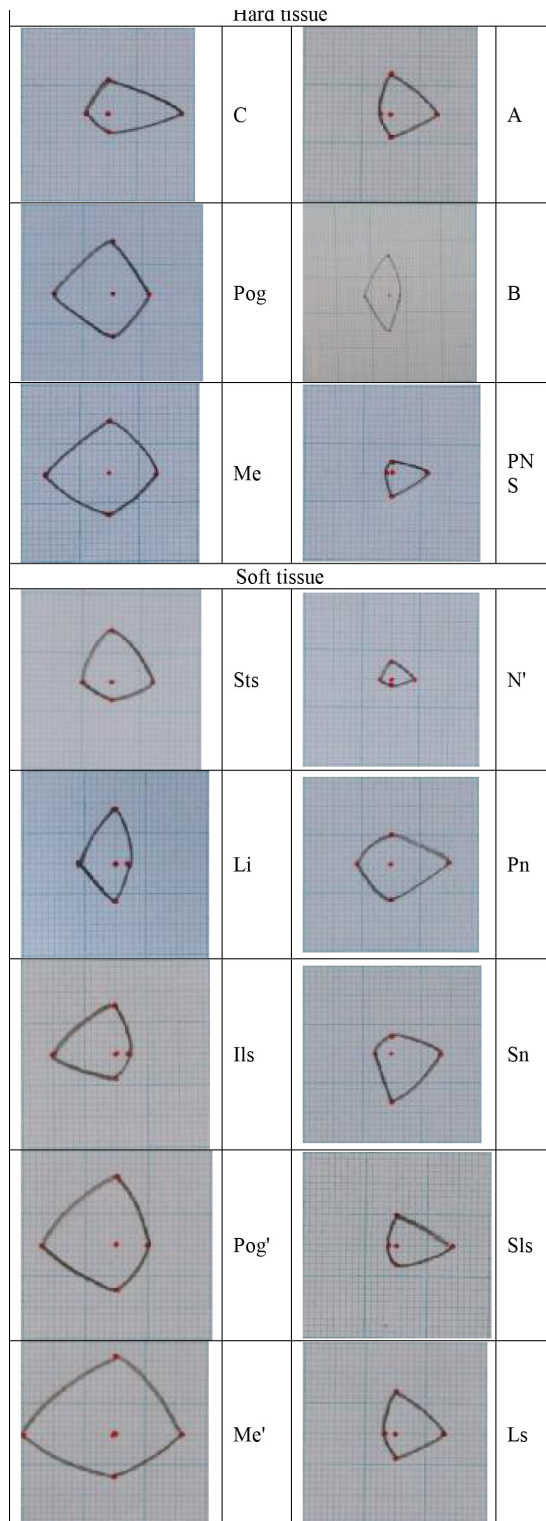 Hard tissue
C
A
Pog
B
Me
PN
S
Soft tissue
Sts
N'
Li
Pn
Ils
Sn
Pog'
Sls
Me'
Ls